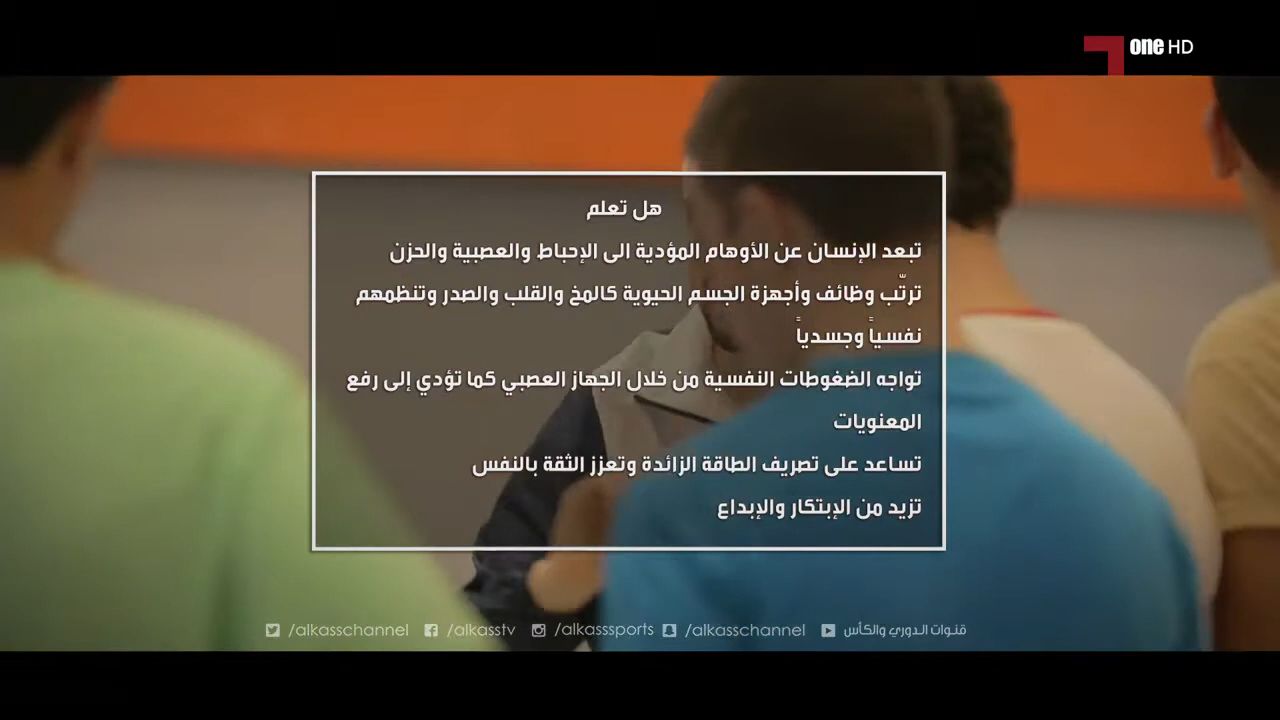 one HD
هل تعلم
تبعد الإنسان عن الأوهام المؤدية الى الإحباط والعصبية والحزن
ترتّب وظائف وأجهزة الجسم الحيوية كالمخ والقلب والصدر وتنظمهم
نفسياً وجسدياً
تواجه الضغوطات النفسية من خلال الجهاز العصبي كما تؤدي إلى رفع
المعنويات
تساعد على تصريف الطاقة الزائدة وتعزز الثقة بالنفس
تزيد من الإبتكار والإبداع
/alkasschannel /alkasstv /alkasssports /alkasschannel قنوات الدوري والكأس